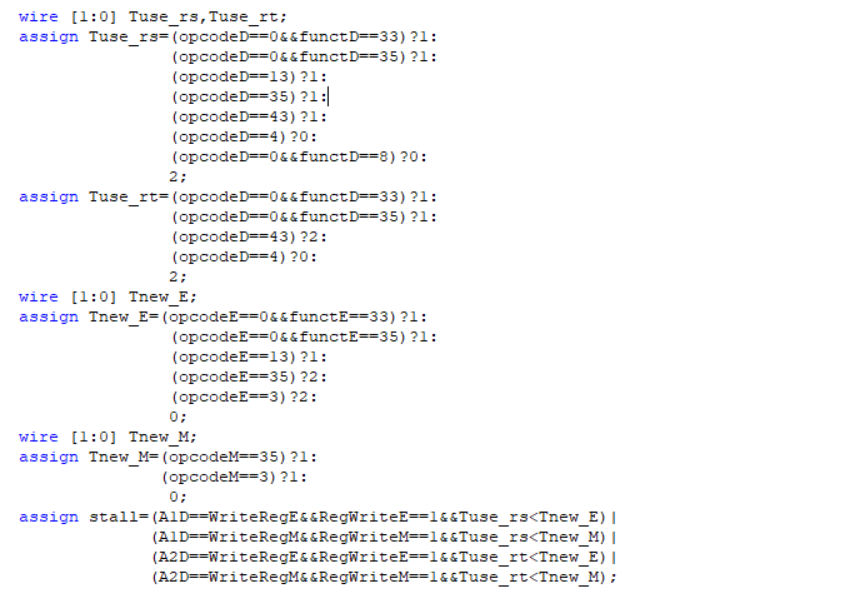 wire [1:0] Tuse_rs,Tuse_rt;
assign Tuse_rs=(opcodeD==0&&functD==33)?1:
(opcodeD==0&&functD==35)?1:
(opcodeD==13)?1:
(opcodeD==35)?1:
(opcodeD==43)?1:
(opcodeD==4)?0:
(opcodeD==0&&functD==8)?0:
2;
assign Tuse_rt=(opcodeD==0&&functD==33)?1:
(opcodeD==0&&functD==35)?1:
(opcodeD==43)?2:
(opcodeD==4)?0:
2;
wire [1:0] Tnew_E;
assign Tnew_E=(opcodeE==0&&functE==33)?1:
(opcodeE==0&&functE==35)?1:
(opcodeE==13)?1:
(opcodeE==35)?2:
(opcodeE==3)?2:
0;
wire [1:0] Tnew_M;
assign Tnew_M=(opcodeM==35)?1:
(opcodeM==3)?1:
0;
assign stall=(A1D==WriteRegE&&RegWriteE==1&&Tuse_rs<Tnew_E)|
(A1D==WriteRegM&&RegWriteM==1&&Tuse_rs<Tnew_M)|
(A2D==WriteRegE&&RegWriteE==1&&Tuse_rt<Tnew_E)|
(A2D==WriteRegM&&RegWriteM==1&&Tuse_rt<Tnew_M);